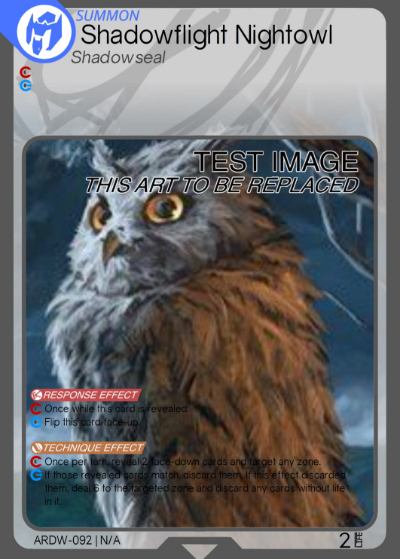 SUMMON
Shadowflight Nightowl
Shadowseal
C
C
TEST IMAGE
THIS ART TO BE REPLACED
RESPONSE EFFECT
C Once while this card is revealed
E Flip this card face-up.
TECHNIQUE EFFECT
C Once per turn, reveal 2 face-down cards and target any zone.
E If those revealed cards match, discard them. If this effect discarded
them, deal 6 to the targeted zone and discard any cards without life
in it.
ARDW-092 | N/A
2 LIFE